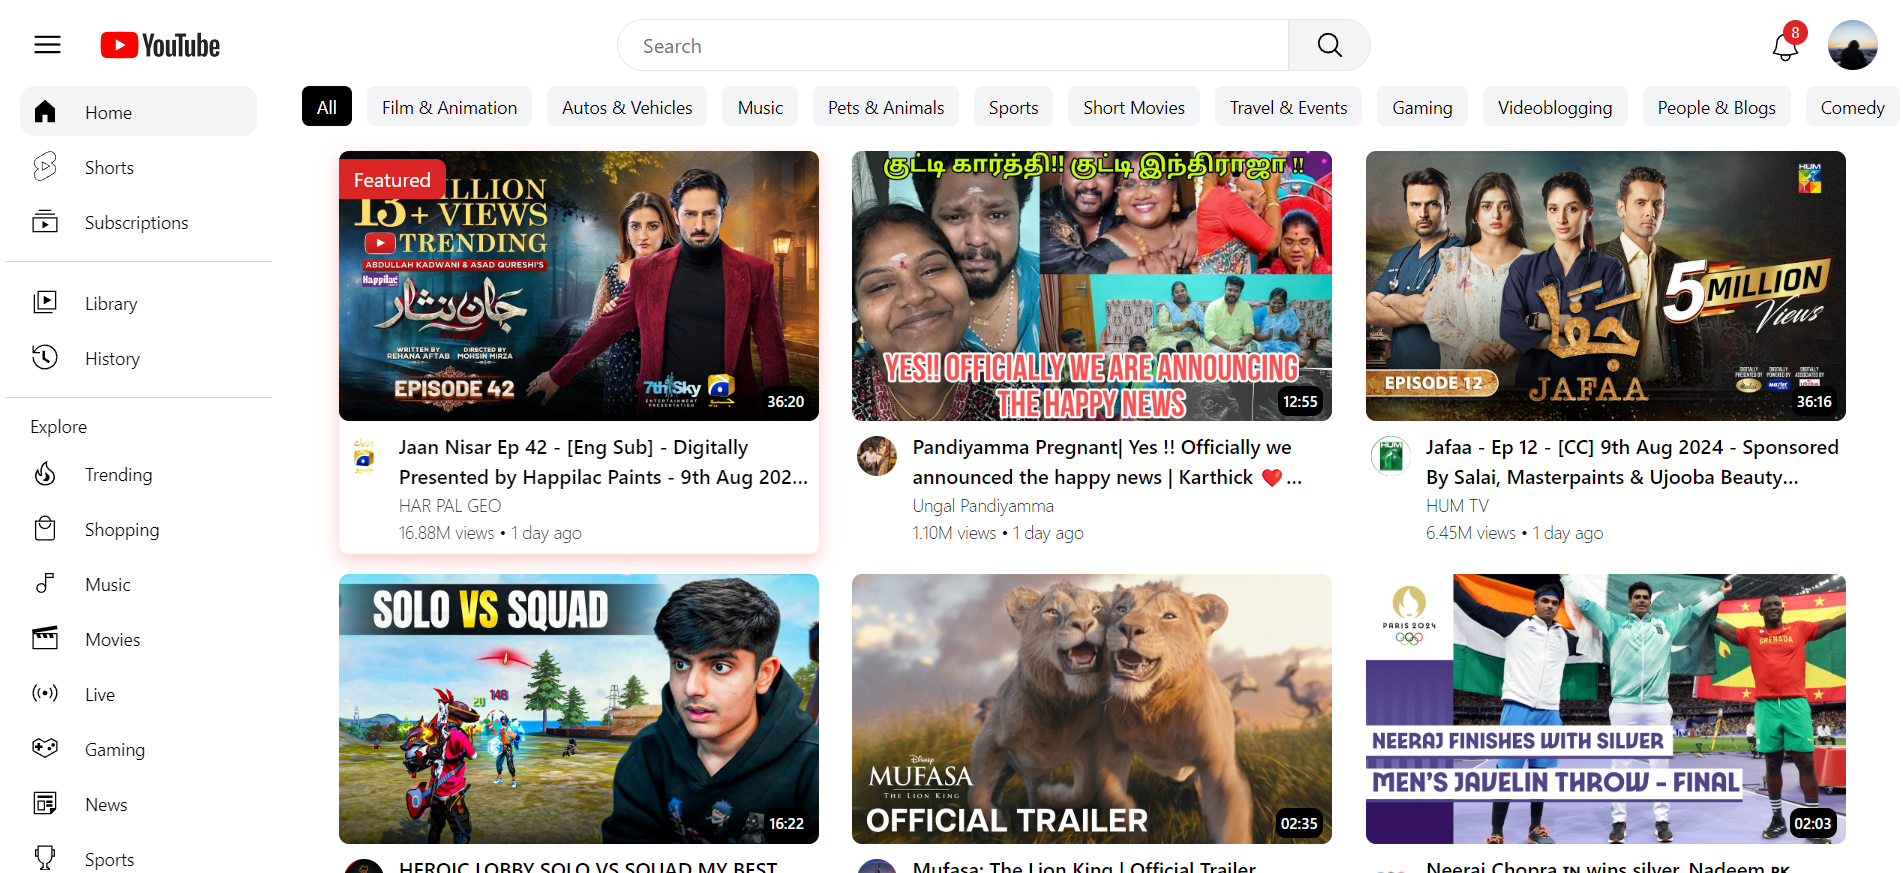 YouTube
Search
8
Home
Shorts
Subscriptions
Library
History
Explore
Trending
Shopping
Music
Movies
Live
Gaming
News
Sports
All
Film & Animation
Autos & Vehicles
Music
Pets & Animals
Sports
Short Movies
Travel & Events
Gaming
Videoblogging
People & Blogs
Comedy
Featured
ILLION
13+ VIEWS
TRENDING
ABDULLAH KADWANI & ASAD QURESHI'S
Happilac
جان نثار
WRITTEN BY
REHANA AFTAB
DIRECTED BY
MOHSIN MIRZA
EPISODE 42
7th Sky
ENTERTAINMENT
PRESENTATION
36:20
Jaan Nisar Ep 42 - [Eng Sub] - Digitally
Presented by Happilac Paints - 9th Aug 202...
HAR PAL GEO
16.88M views • 1 day ago
குட்டி கார்த்தி!! குட்டி இந்திராஜா !!
YES!! OFFICIALLY WE ARE ANNOUNCING
THE HAPPY NEWS
12:55
Pandiyamma Pregnant| Yes !! Officially we
announced the happy news | Karthick ❤️...
Ungal Pandiyamma
1.10M views • 1 day ago
HUM
5 MILLION
Views
جفا
EPISODE 12
JAFAA
36:16
HUM
Jafaa - Ep 12 - [CC] 9th Aug 2024 - Sponsored
By Salai, Masterpaints & Ujooba Beauty...
HUM TV
6.45M views • 1 day ago
SOLO VS SQUAD
20 148
16:22
HEROIC LOBBY SOLO VS SQUAD MY BEST
Disney
MUFASA
THE LION KING
OFFICIAL TRAILER
02:35
Mufasa: The Lion King | Official Trailer
PARIS 2024
GRENADA
NEERAJ FINISHES WITH SILVER
MEN'S JAVELIN THROW - FINAL
02:03
Neeraj Chopra 🇮🇳 wins silver, Nadeem 🇵🇰